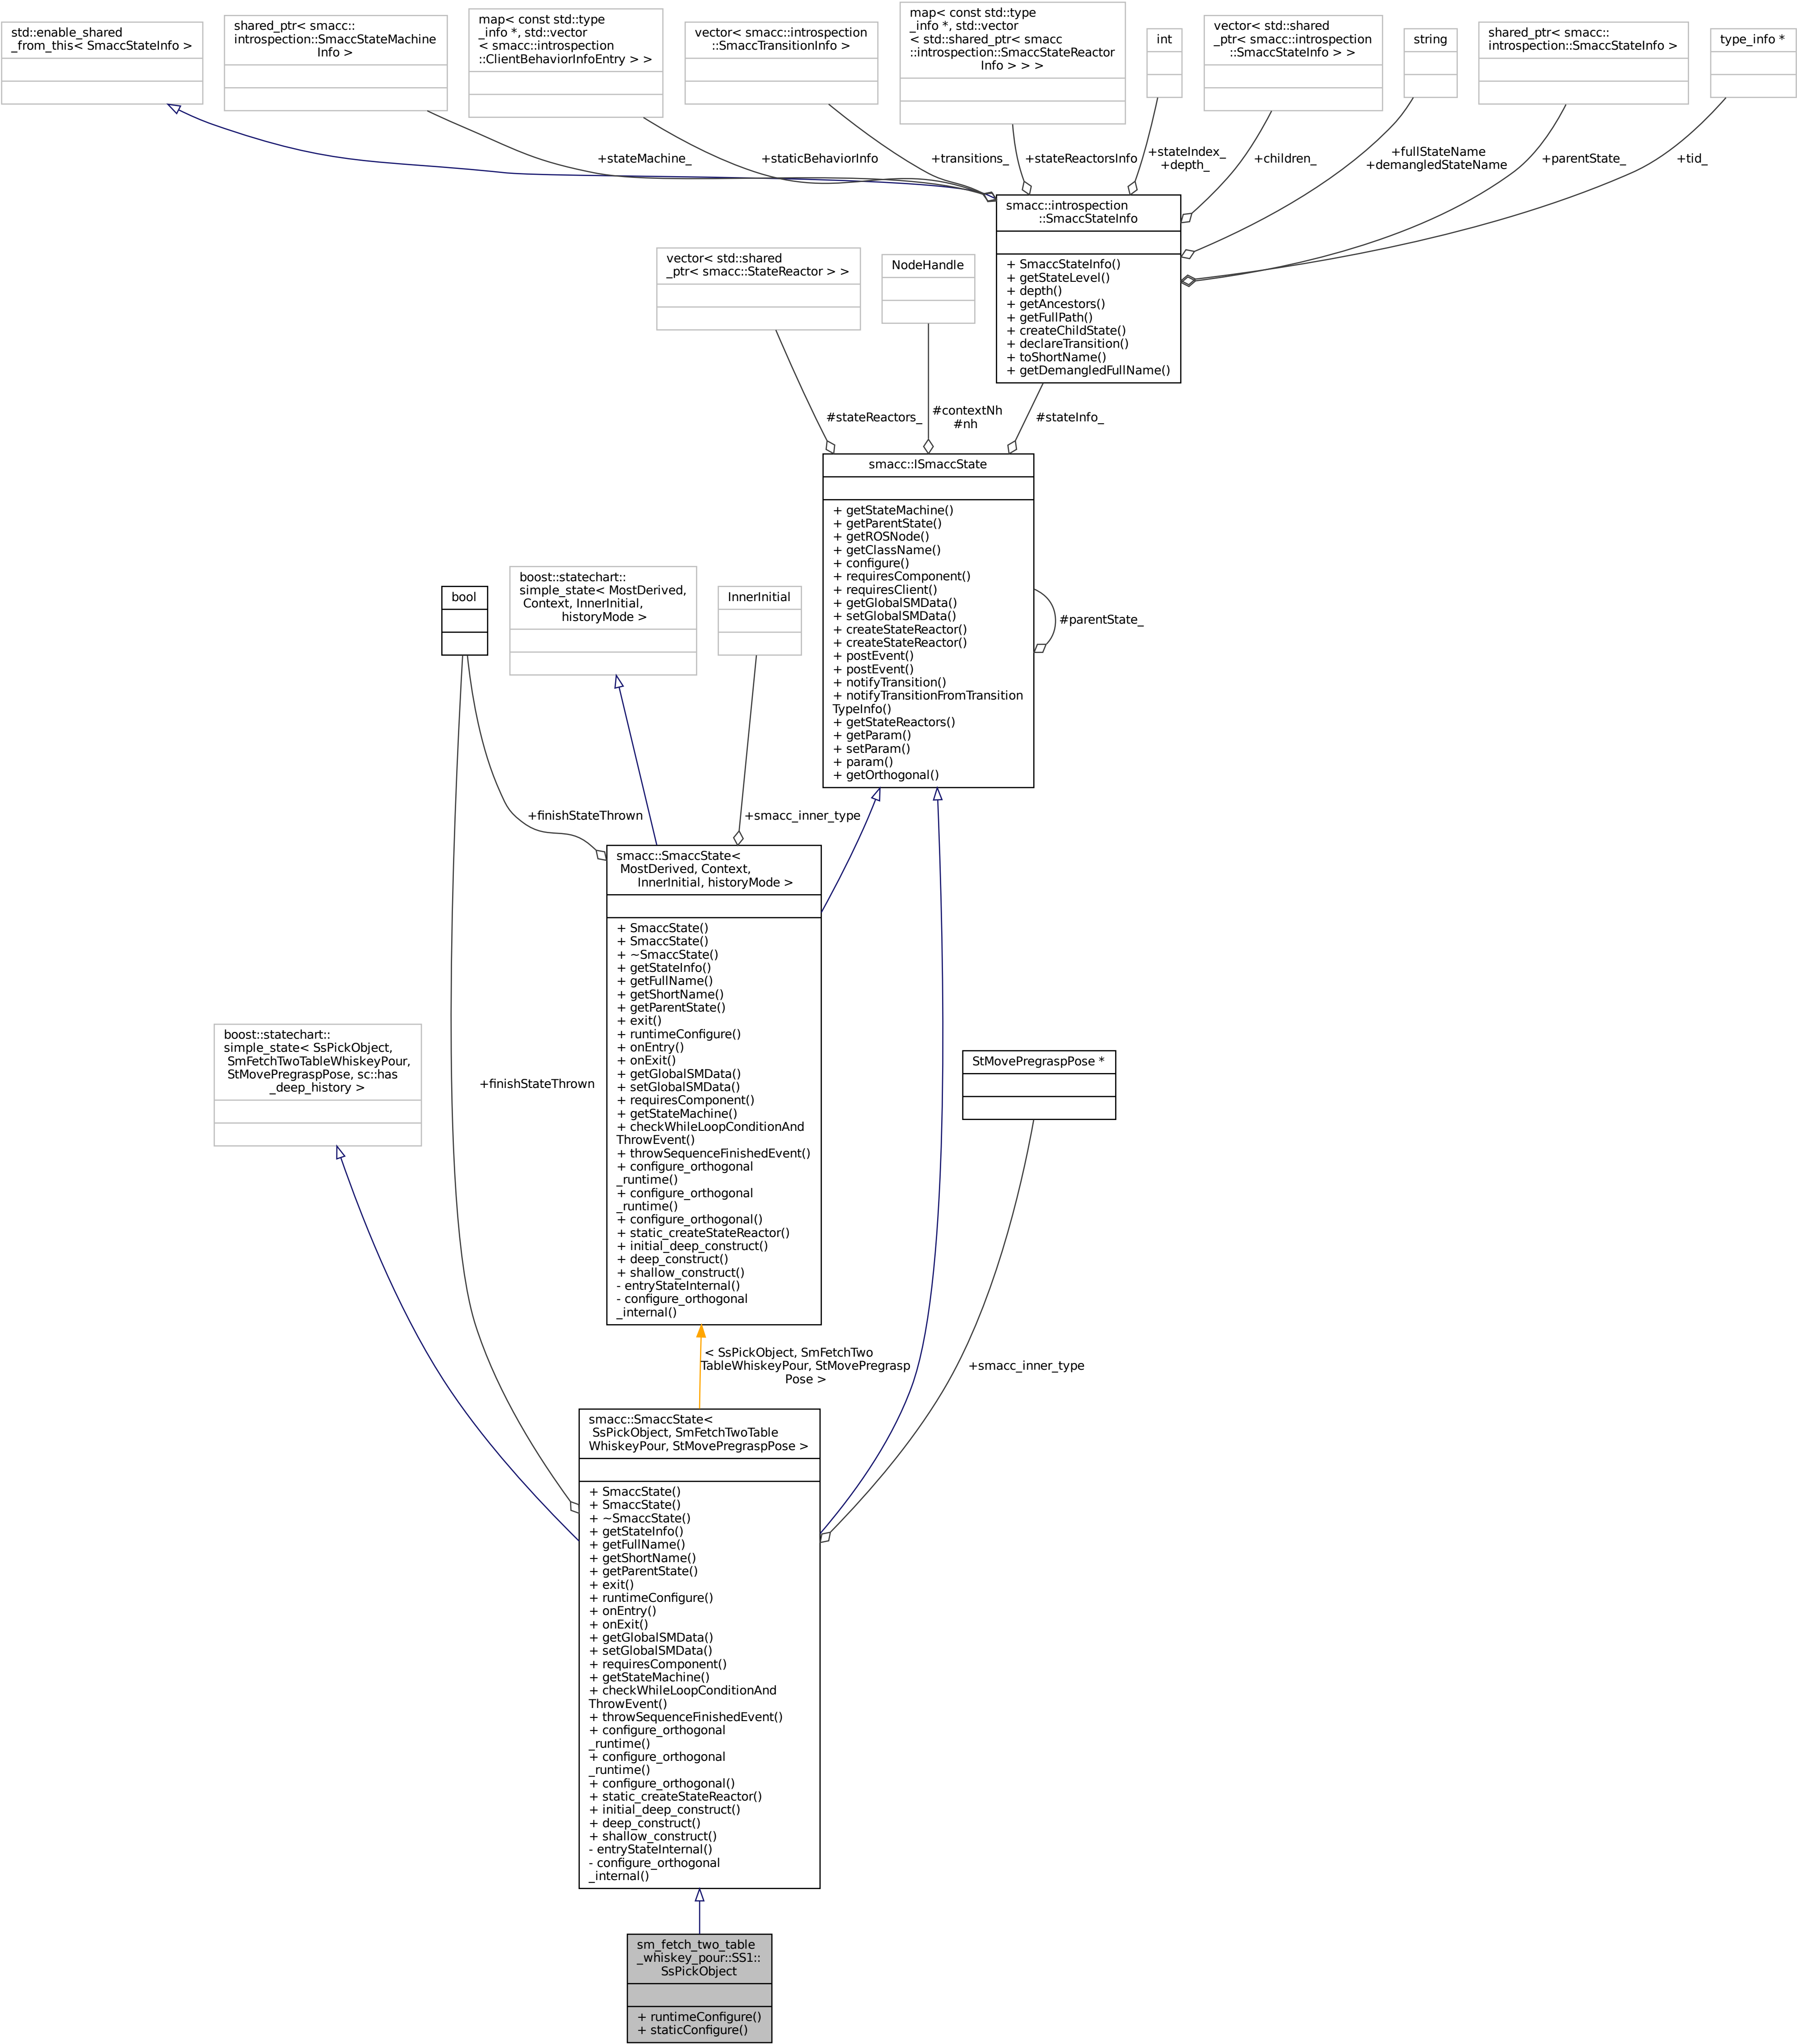 std::enable_shared
_from_this< SmaccStateInfo >
shared_ptr< smacc::
introspection::SmaccStateMachine
Info >
map< const std::type
_info *, std::vector
< smacc::introspection
::ClientBehaviorInfoEntry > >
vector< smacc::introspection
::SmaccTransitionInfo >
map< const std::type
_info *, std::vector
< std::shared_ptr< smacc
::introspection::SmaccStateReactor
Info > > >
int
vector< std::shared
_ptr< smacc::introspection
::SmaccStateInfo > >
string
shared_ptr< smacc::
introspection::SmaccStateInfo >
type_info *
+stateMachine_
+staticBehaviorInfo
+transitions_
+stateReactorsInfo
+stateIndex_
+depth_
+children_
+fullStateName
+demangledStateName
+parentState_
+tid_
smacc::introspection
::SmaccStateInfo
+ SmaccStateInfo()
+ getStateLevel()
+ depth()
+ getAncestors()
+ getFullPath()
+ createChildState()
+ declareTransition()
+ toShortName()
+ getDemangledFullName()
vector< std::shared
_ptr< smacc::StateReactor > >
NodeHandle
#stateReactors_
#contextNh
#nh
#stateInfo_
smacc::ISmaccState
+ getStateMachine()
+ getParentState()
+ getROSNode()
+ getClassName()
+ configure()
+ requiresComponent()
+ requiresClient()
+ getGlobalSMData()
+ setGlobalSMData()
+ createStateReactor()
+ createStateReactor()
+ postEvent()
+ postEvent()
+ notifyTransition()
+ notifyTransitionFromTransition
TypeInfo()
+ getStateReactors()
+ getParam()
+ setParam()
+ param()
+ getOrthogonal()
#parentState_
bool
boost::statechart::
simple_state< MostDerived,
Context, InnerInitial,
historyMode >
InnerInitial
+finishStateThrown
+smacc_inner_type
smacc::SmaccState<
MostDerived, Context,
InnerInitial, historyMode >
+ SmaccState()
+ SmaccState()
+ ~SmaccState()
+ getStateInfo()
+ getFullName()
+ getShortName()
+ getParentState()
+ exit()
+ runtimeConfigure()
+ onEntry()
+ onExit()
+ getGlobalSMData()
+ setGlobalSMData()
+ requiresComponent()
+ getStateMachine()
+ checkWhileLoopConditionAnd
ThrowEvent()
+ throwSequenceFinishedEvent()
+ configure_orthogonal
_runtime()
+ configure_orthogonal
_runtime()
+ configure_orthogonal()
+ static_createStateReactor()
+ initial_deep_construct()
+ deep_construct()
+ shallow_construct()
- entryStateInternal()
- configure_orthogonal
_internal()
boost::statechart::
simple_state< SsPickObject,
SmFetchTwoTableWhiskeyPour,
StMovePregraspPose, sc::has
_deep_history >
+finishStateThrown
StMovePregraspPose *
< SsPickObject, SmFetchTwo
TableWhiskeyPour, StMovePregrasp
Pose >
+smacc_inner_type
smacc::SmaccState<
SsPickObject, SmFetchTwoTable
WhiskeyPour, StMovePregraspPose >
+ SmaccState()
+ SmaccState()
+ ~SmaccState()
+ getStateInfo()
+ getFullName()
+ getShortName()
+ getParentState()
+ exit()
+ runtimeConfigure()
+ onEntry()
+ onExit()
+ getGlobalSMData()
+ setGlobalSMData()
+ requiresComponent()
+ getStateMachine()
+ checkWhileLoopConditionAnd
ThrowEvent()
+ throwSequenceFinishedEvent()
+ configure_orthogonal
_runtime()
+ configure_orthogonal
_runtime()
+ configure_orthogonal()
+ static_createStateReactor()
+ initial_deep_construct()
+ deep_construct()
+ shallow_construct()
- entryStateInternal()
- configure_orthogonal
_internal()
sm_fetch_two_table
_whiskey_pour::SS1::
SsPickObject
+ runtimeConfigure()
+ staticConfigure()